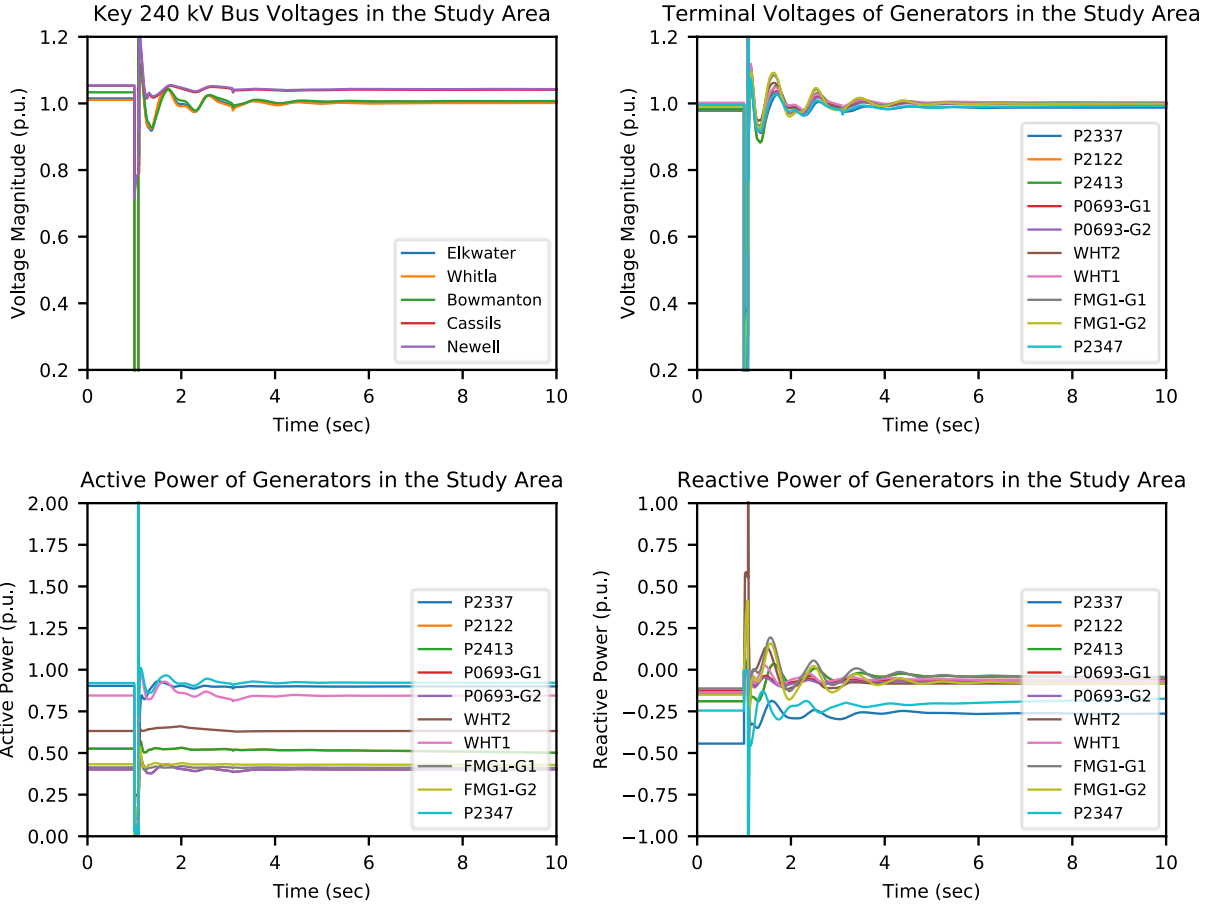 Key 240 kV Bus Voltages in the Study Area
1.2
1.0
0.8
0.6
0.4
0.2
Voltage Magnitude (p.u.)
Elkwater
Whitla
Bowmanton
Cassils
Newell
0 2 4 6 8 10
Time (sec)
Terminal Voltages of Generators in the Study Area
1.2
1.0
0.8
0.6
0.4
0.2
Voltage Magnitude (p.u.)
P2337
P2122
P2413
P0693-G1
P0693-G2
WHT2
WHT1
FMG1-G1
FMG1-G2
P2347
0 2 4 6 8 10
Time (sec)
Active Power of Generators in the Study Area
2.00
1.75
1.50
1.25
1.00
0.75
0.50
0.25
0.00
Active Power (p.u.)
P2337
P2122
P2413
P0693-G1
P0693-G2
WHT2
WHT1
FMG1-G1
FMG1-G2
P2347
0 2 4 6 8 10
Time (sec)
Reactive Power of Generators in the Study Area
1.00
0.75
0.50
0.25
0.00
−0.25
−0.50
−0.75
−1.00
Reactive Power (p.u.)
P2337
P2122
P2413
P0693-G1
P0693-G2
WHT2
WHT1
FMG1-G1
FMG1-G2
P2347
0 2 4 6 8 10
Time (sec)